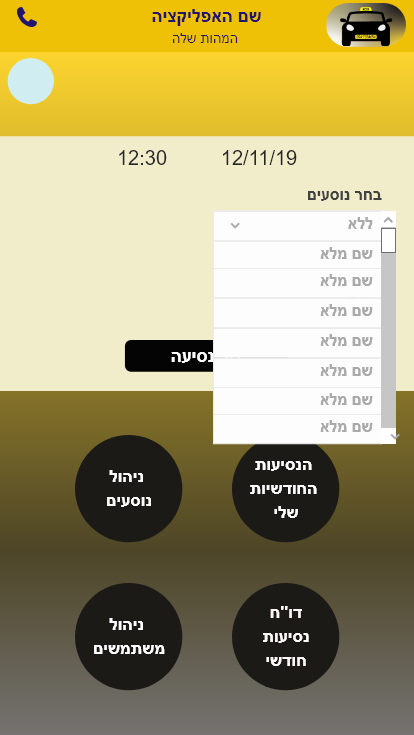 שם האפליקציה
המהות שלה
12/11/19
12:30
בחר נוסעים
ללא
שם מלא
שם מלא
שם מלא
שם מלא
שם מלא
שם מלא
שם מלא
נסיעה
הנסיעות
החודשיות
שלי
ניהול
נוסעים
דו"ח
נסיעות
חודשי
ניהול
משתמשים